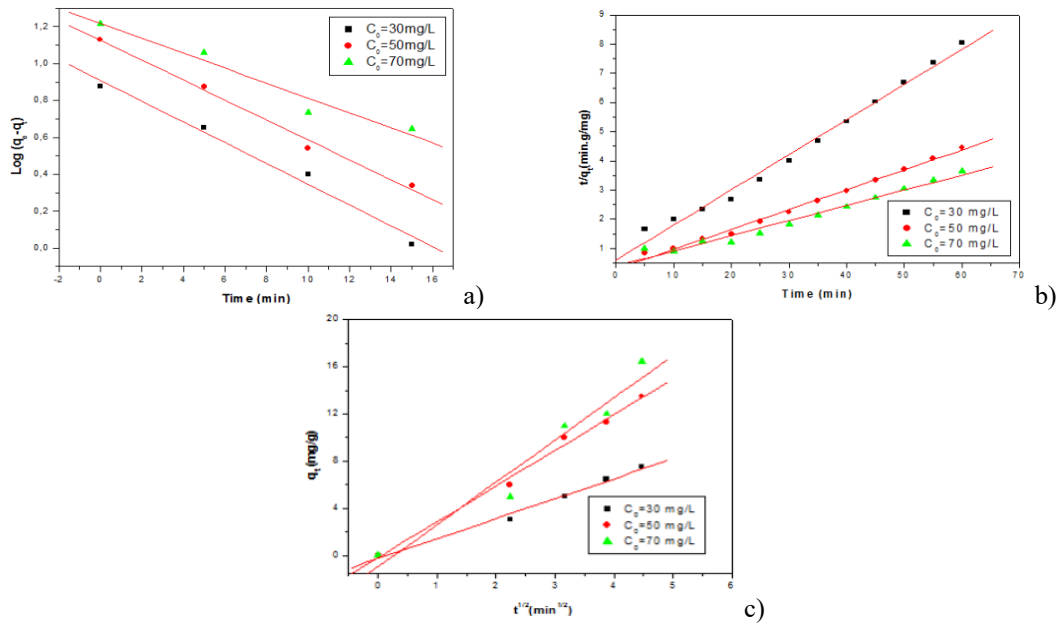 1,2
1,0
0,8
0,6
0,4
0,2
0,0
-2 0 2 4 6 8 10 12 14 16
Log (qe-qt)
Time (min)
C0=30mg/L
C0=50mg/L
C0=70mg/L
a)
9
8
7
6
5
4
3
2
1
0 10 20 30 40 50 60 70
t/qt(min.g/mg)
Time (min)
C0=30 mg/L
C0=50 mg/L
C0=70 mg/L
b)
20
16
12
8
4
0
0 1 2 3 4 5 6
qt(mg/g)
t1/2(min1/2)
C0=30 mg/L
C0=50 mg/L
C0=70 mg/L
c)